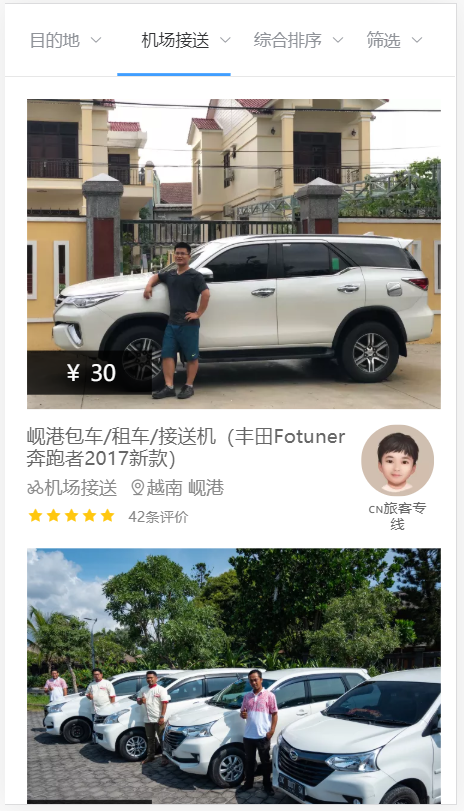 目的地 机场接送 综合排序 筛选
¥ 30
岘港包车/租车/接送机（丰田Fotuner
奔跑者2017新款）
机场接送 越南 岘港
42条评价
CN旅客专
线